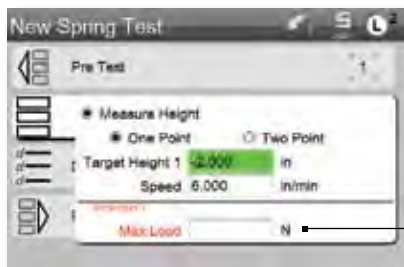 New Spring Test
Pre Test
1
Measure Height
One Point Two Point
Target Height 1 -2.000 in
Speed 6.000 in/min
Max Load N